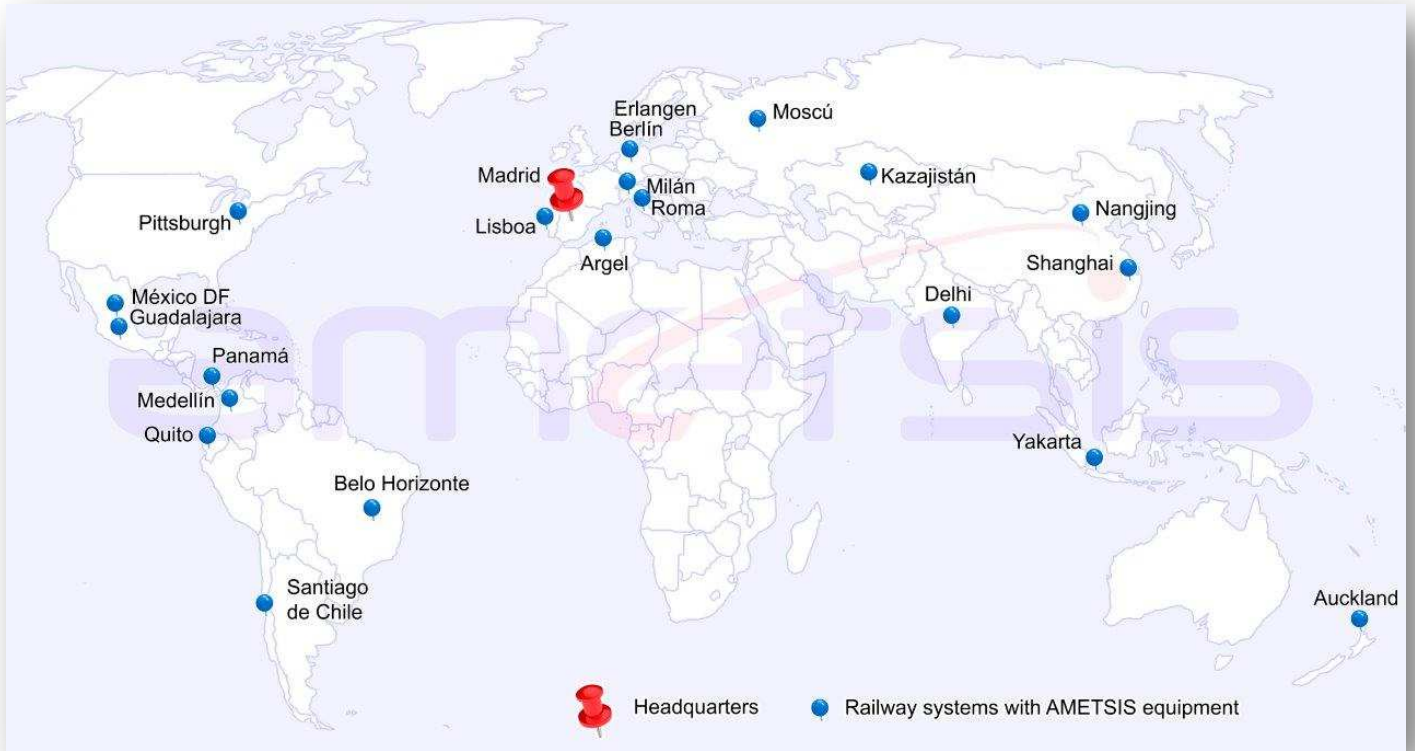 Erlangen
Berlín
Moscú
Madrid
Kazajistán
Milán
Roma
Pittsburgh
Lisboa
Nangjing
Argel
Shanghai
México DF
Guadalajara
Delhi
Panamá
Medellín
Quito
Yakarta
Belo Horizonte
Santiago
de Chile
Auckland
ametsis
Headquarters
Railway systems with AMETSIS equipment